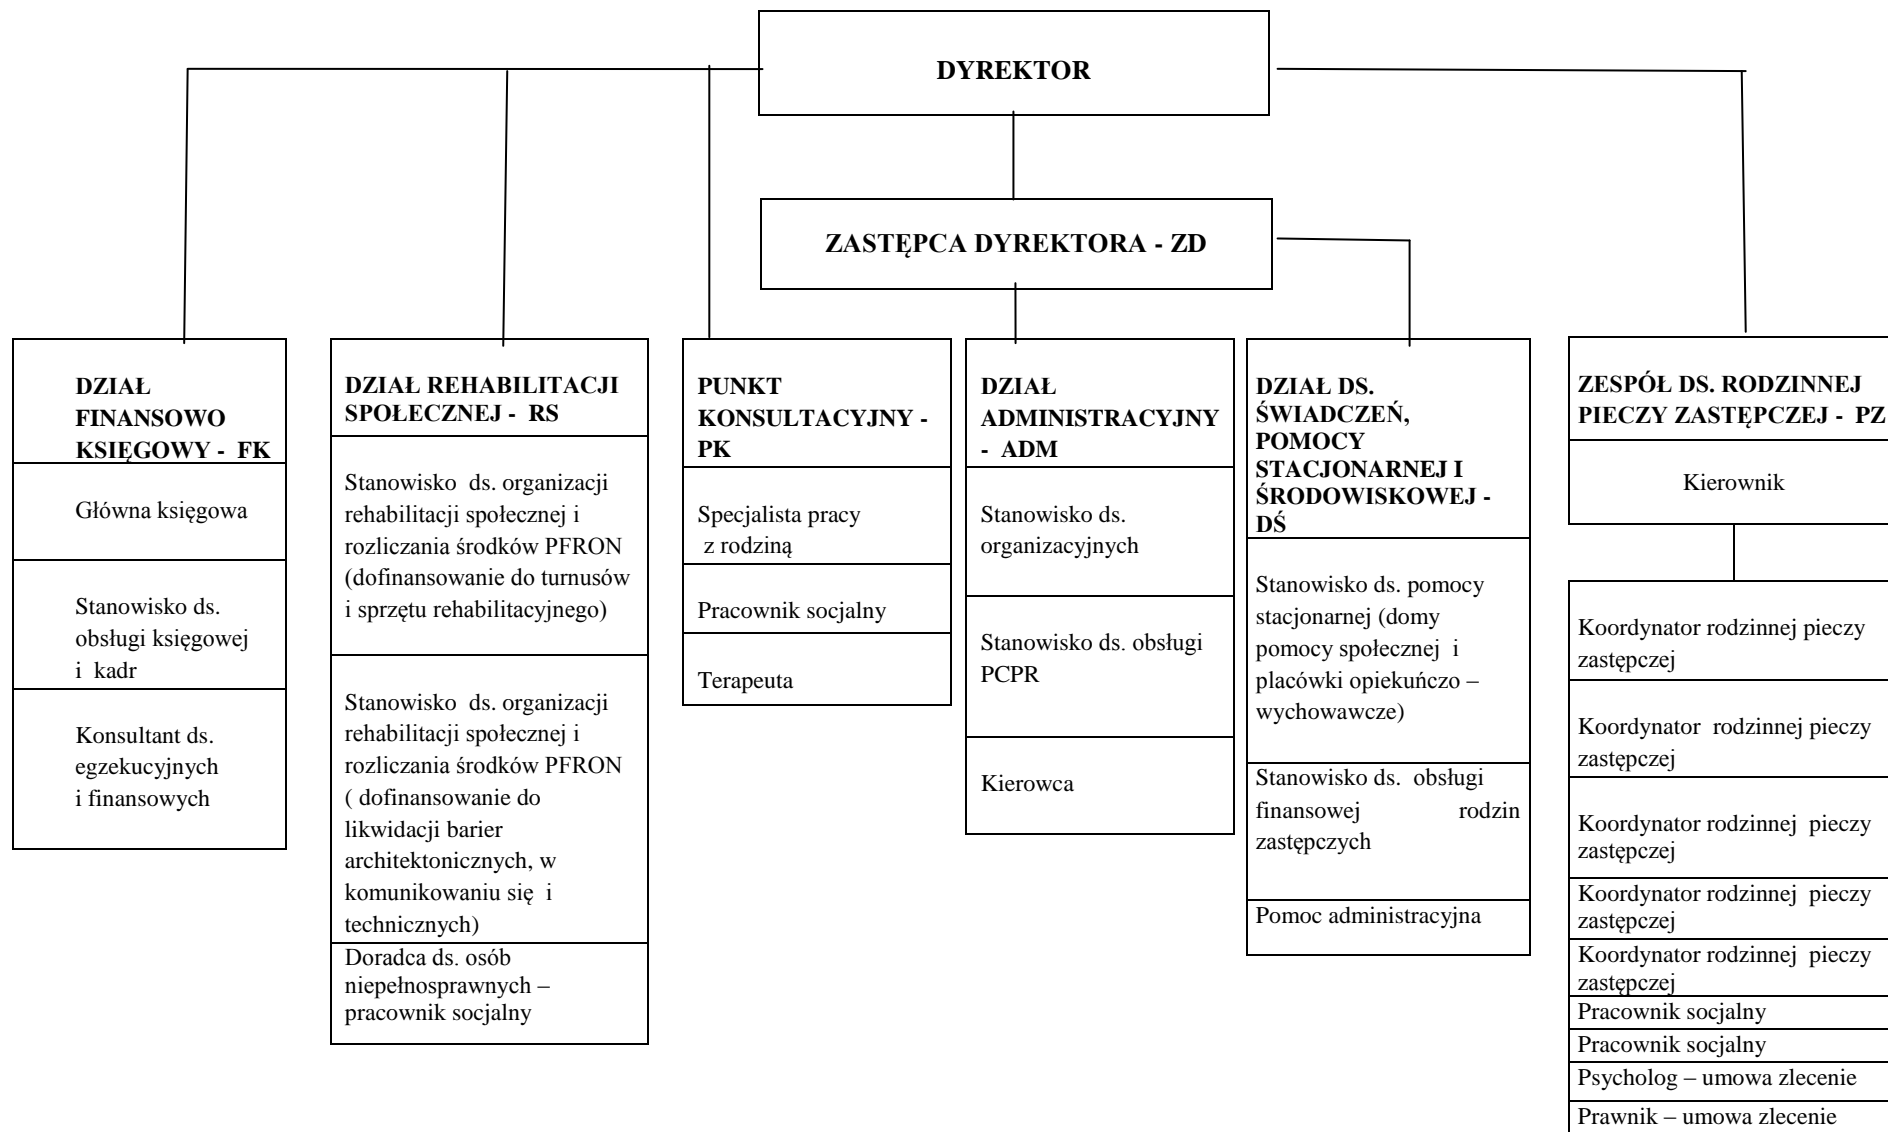 DYREKTOR
ZASTĘPCA DYREKTORA - ZD
DZIAŁ
FINANSOWO
KSIĘGOWY - FK
Główna księgowa
Stanowisko ds.
obsługi księgowej
i kadr
Konsultant ds.
egzekucyjnych
i finansowych
DZIAŁ REHABILITACJI
SPOŁECZNEJ - RS
Stanowisko ds. organizacji
rehabilitacji społecznej i
rozliczania środków PFRON
(dofinansowanie do turnusów
i sprzętu rehabilitacyjnego)
Stanowisko ds. organizacji
rehabilitacji społecznej i
rozliczania środków PFRON
( dofinansowanie do
likwidacji barier
architektonicznych, w
komunikowaniu się i
technicznych)
Doradca ds. osób
niepełnosprawnych –
pracownik socjalny
PUNKT
KONSULTACYJNY -
PK
Specjalista pracy
z rodziną
Pracownik socjalny
Terapeuta
DZIAŁ
ADMINISTRACYJNY
- ADM
Stanowisko ds.
organizacyjnych
Stanowisko ds. obsługi
PCPR
Kierowca
DZIAŁ DS.
ŚWIADCZEŃ,
POMOCY
STACJONARNEJ I
ŚRODOWISKOWEJ -
DŚ
Stanowisko ds. pomocy
stacjonarnej (domy
pomocy społecznej i
placówki opiekuńczo –
wychowawcze)
Stanowisko ds. obsługi
finansowej rodzin
zastępczych
Pomoc administracyjna
ZESPÓŁ DS. RODZINNEJ
PIECZY ZASTĘPCZEJ - PZ
Kierownik
Koordynator rodzinnej pieczy
zastępczej
Koordynator rodzinnej pieczy
zastępczej
Koordynator rodzinnej pieczy
zastępczej
Koordynator rodzinnej pieczy
zastępczej
Koordynator rodzinnej pieczy
zastępczej
Pracownik socjalny
Pracownik socjalny
Psycholog – umowa zlecenie
Prawnik – umowa zlecenie